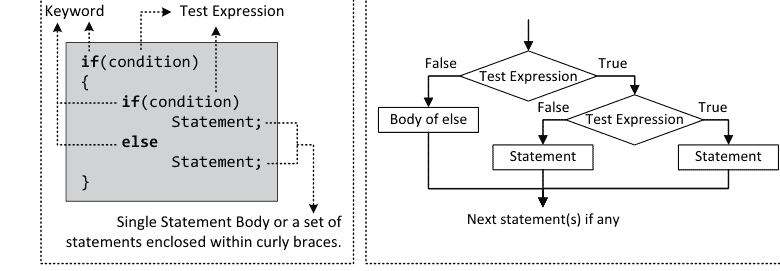 Keyword
Test Expression
if(condition)
{
if(condition)
Statement;
else
Statement;
}
Single Statement Body or a set of
statements enclosed within curly braces.
False
True
Test Expression
Body of else
False
True
Test Expression
Statement
Statement
Next statement(s) if any